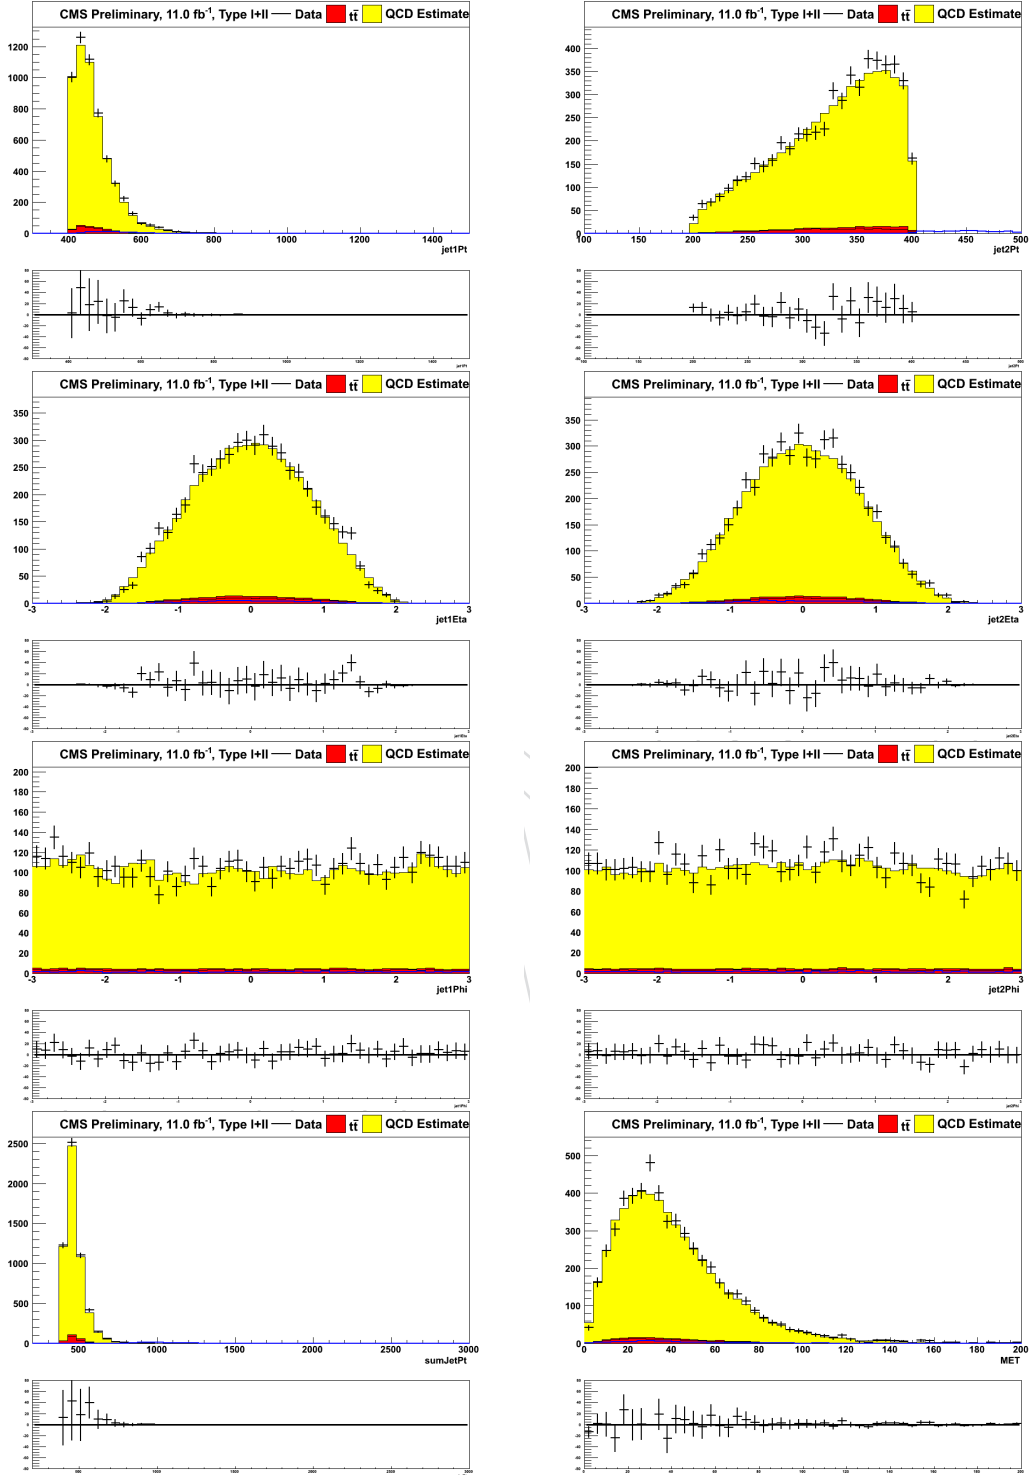 CMS Preliminary, 11.0 fb-1, Type I+II — Data tt̄ QCD Estimate
1200
1000
800
600
400
200
0
400 600 800 1000 1200 1400
jet1Pt
CMS Preliminary, 11.0 fb-1, Type I+II — Data tt̄ QCD Estimate
400
350
300
250
200
150
100
50
0
100 150 200 250 300 350 400 450 500
jet2Pt
CMS Preliminary, 11.0 fb-1, Type I+II — Data tt̄ QCD Estimate
350
300
250
200
150
100
50
0
-3 -2 -1 0 1 2 3
jet1Eta
CMS Preliminary, 11.0 fb-1, Type I+II — Data tt̄ QCD Estimate
350
300
250
200
150
100
50
0
-3 -2 -1 0 1 2 3
jet2Eta
CMS Preliminary, 11.0 fb-1, Type I+II — Data tt̄ QCD Estimate
200
180
160
140
120
100
80
60
40
20
0
-3 -2 -1 0 1 2 3
jet1Phi
CMS Preliminary, 11.0 fb-1, Type I+II — Data tt̄ QCD Estimate
200
180
160
140
120
100
80
60
40
20
0
-3 -2 -1 0 1 2 3
jet2Phi
CMS Preliminary, 11.0 fb-1, Type I+II — Data tt̄ QCD Estimate
2500
2000
1500
1000
500
0
500 1000 1500 2000 2500 3000
sumJetPt
CMS Preliminary, 11.0 fb-1, Type I+II — Data tt̄ QCD Estimate
500
400
300
200
100
0
0 20 40 60 80 100 120 140 160 180 200
MET